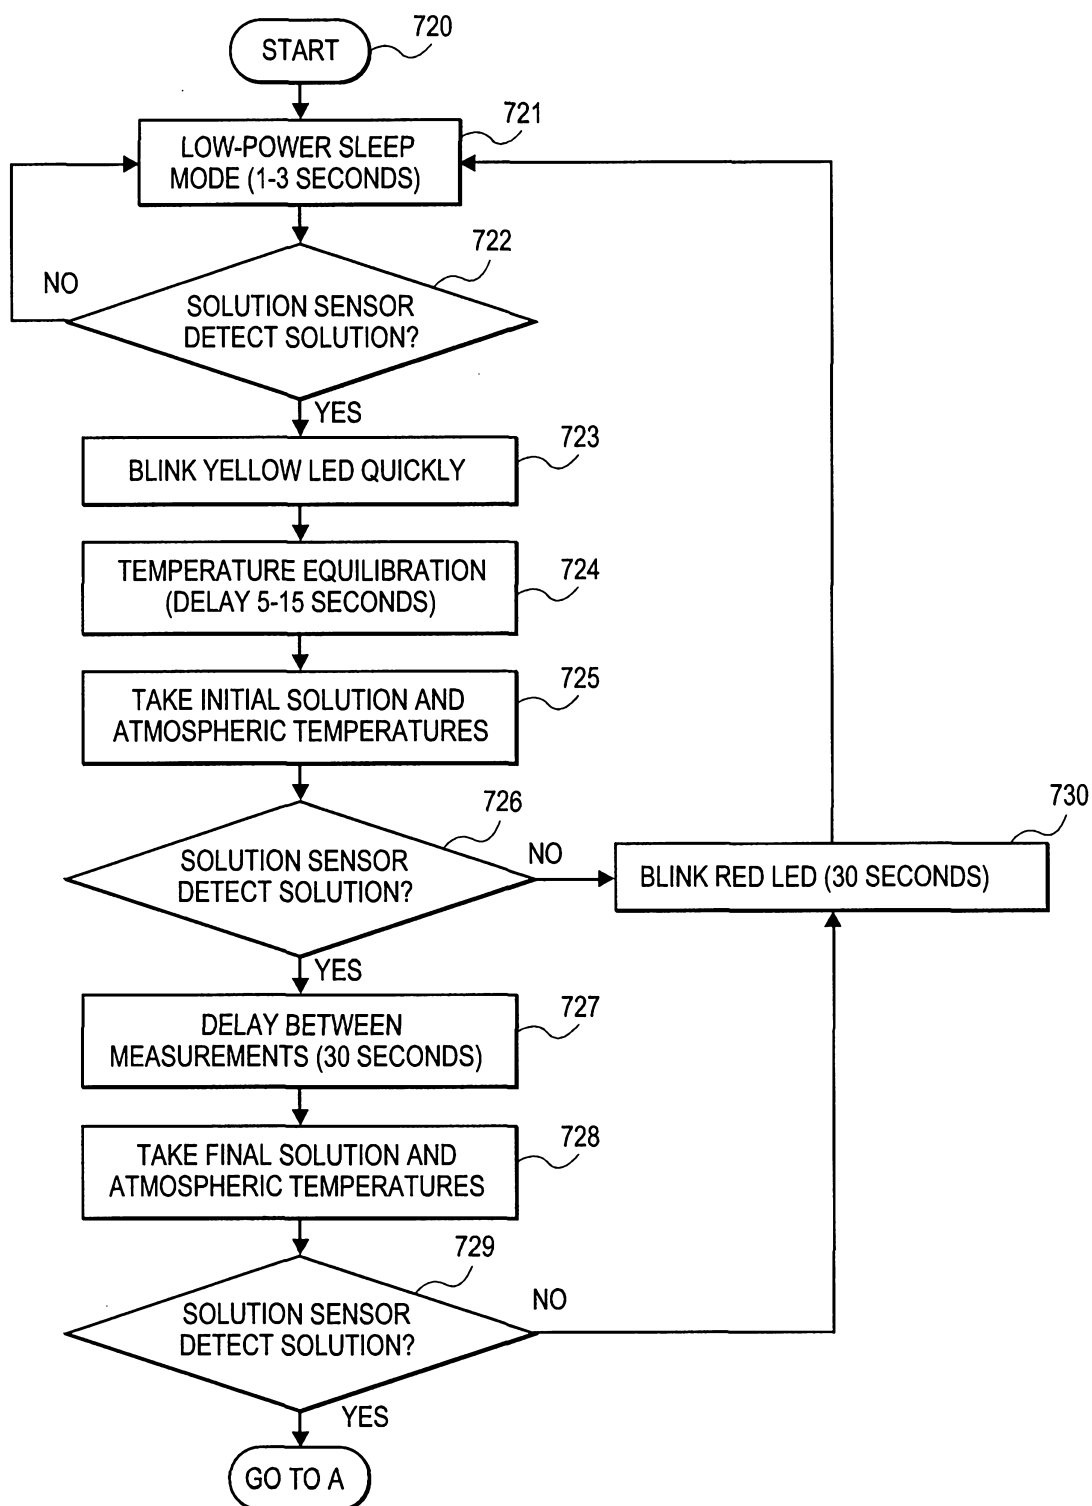 START
720
LOW-POWER SLEEP
MODE (1-3 SECONDS)
721
SOLUTION SENSOR
DETECT SOLUTION?
722
NO
YES
BLINK YELLOW LED QUICKLY
723
TEMPERATURE EQUILIBRATION
(DELAY 5-15 SECONDS)
724
TAKE INITIAL SOLUTION AND
ATMOSPHERIC TEMPERATURES
725
SOLUTION SENSOR
DETECT SOLUTION?
726
NO
BLINK RED LED (30 SECONDS)
730
YES
DELAY BETWEEN
MEASUREMENTS (30 SECONDS)
727
TAKE FINAL SOLUTION AND
ATMOSPHERIC TEMPERATURES
728
SOLUTION SENSOR
DETECT SOLUTION?
729
NO
YES
GO TO A